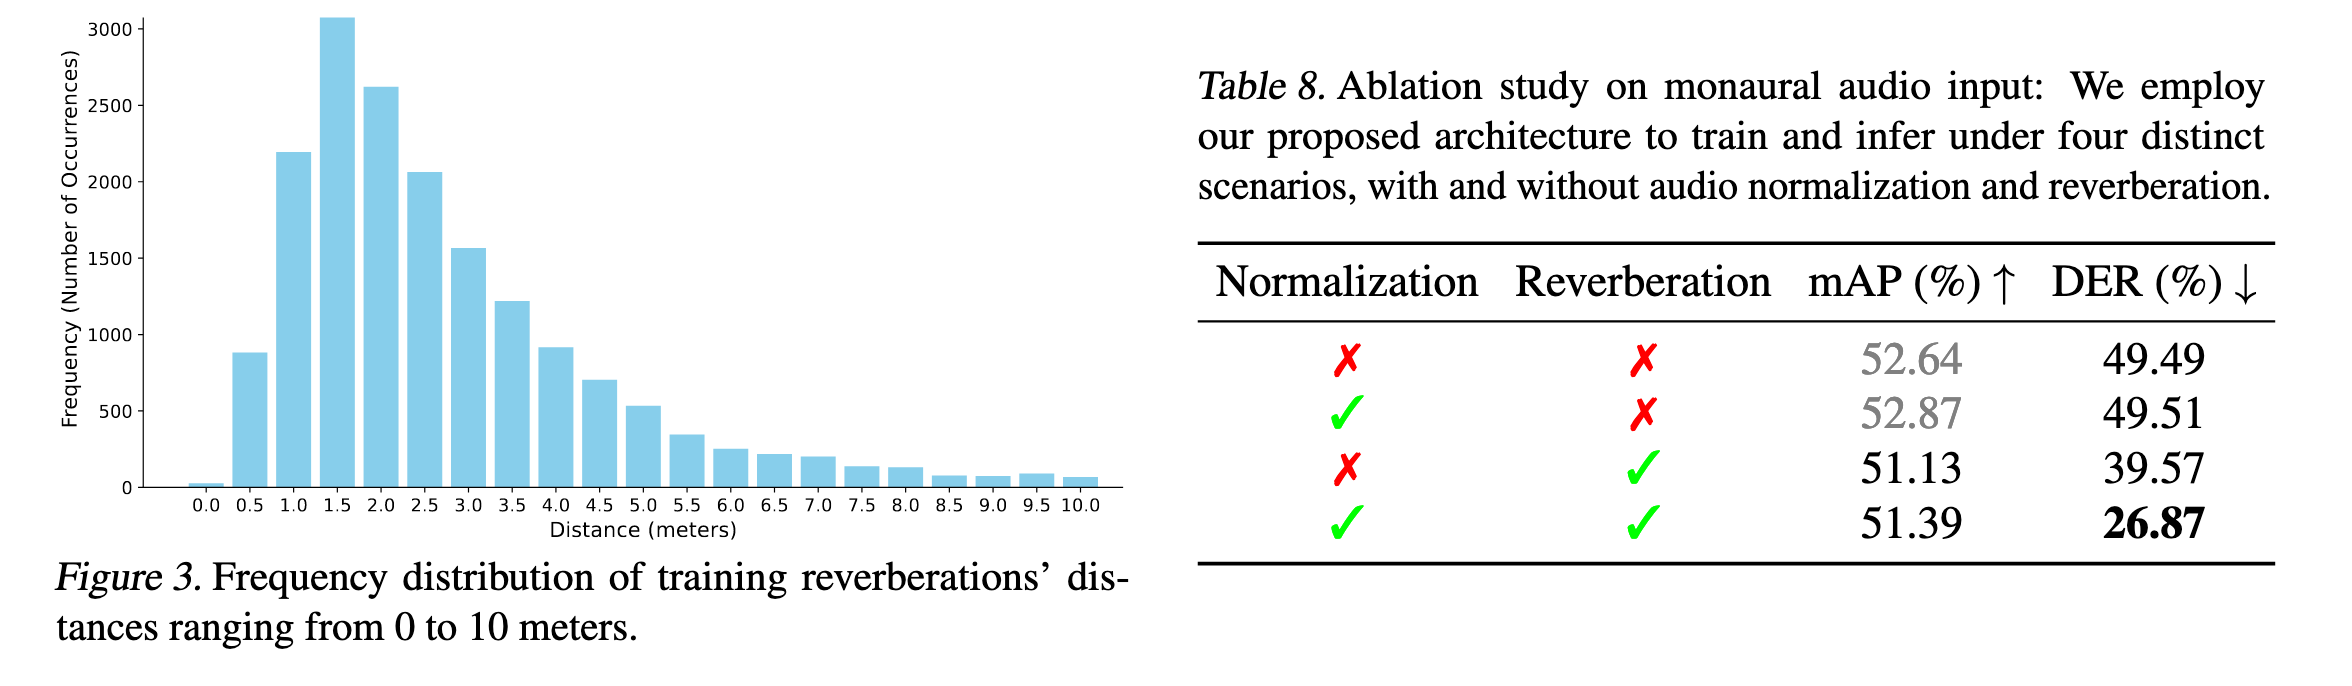 3000
2500
2000
1500
1000
500
0
Frequency (Number of Occurrences)
0.0 0.5 1.0 1.5 2.0 2.5 3.0 3.5 4.0 4.5 5.0 5.5 6.0 6.5 7.0 7.5 8.0 8.5 9.0 9.5 10.0
Distance (meters)
Figure 3. Frequency distribution of training reverberations’ dis-
tances ranging from 0 to 10 meters.
Table 8. Ablation study on monaural audio input: We employ
our proposed architecture to train and infer under four distinct
scenarios, with and without audio normalization and reverberation.
Normalization Reverberation mAP (%) ↑ DER (%) ↓
✗ ✗ 52.64 49.49
✓ ✗ 52.87 49.51
✗ ✓ 51.13 39.57
✓ ✓ 51.39 26.87